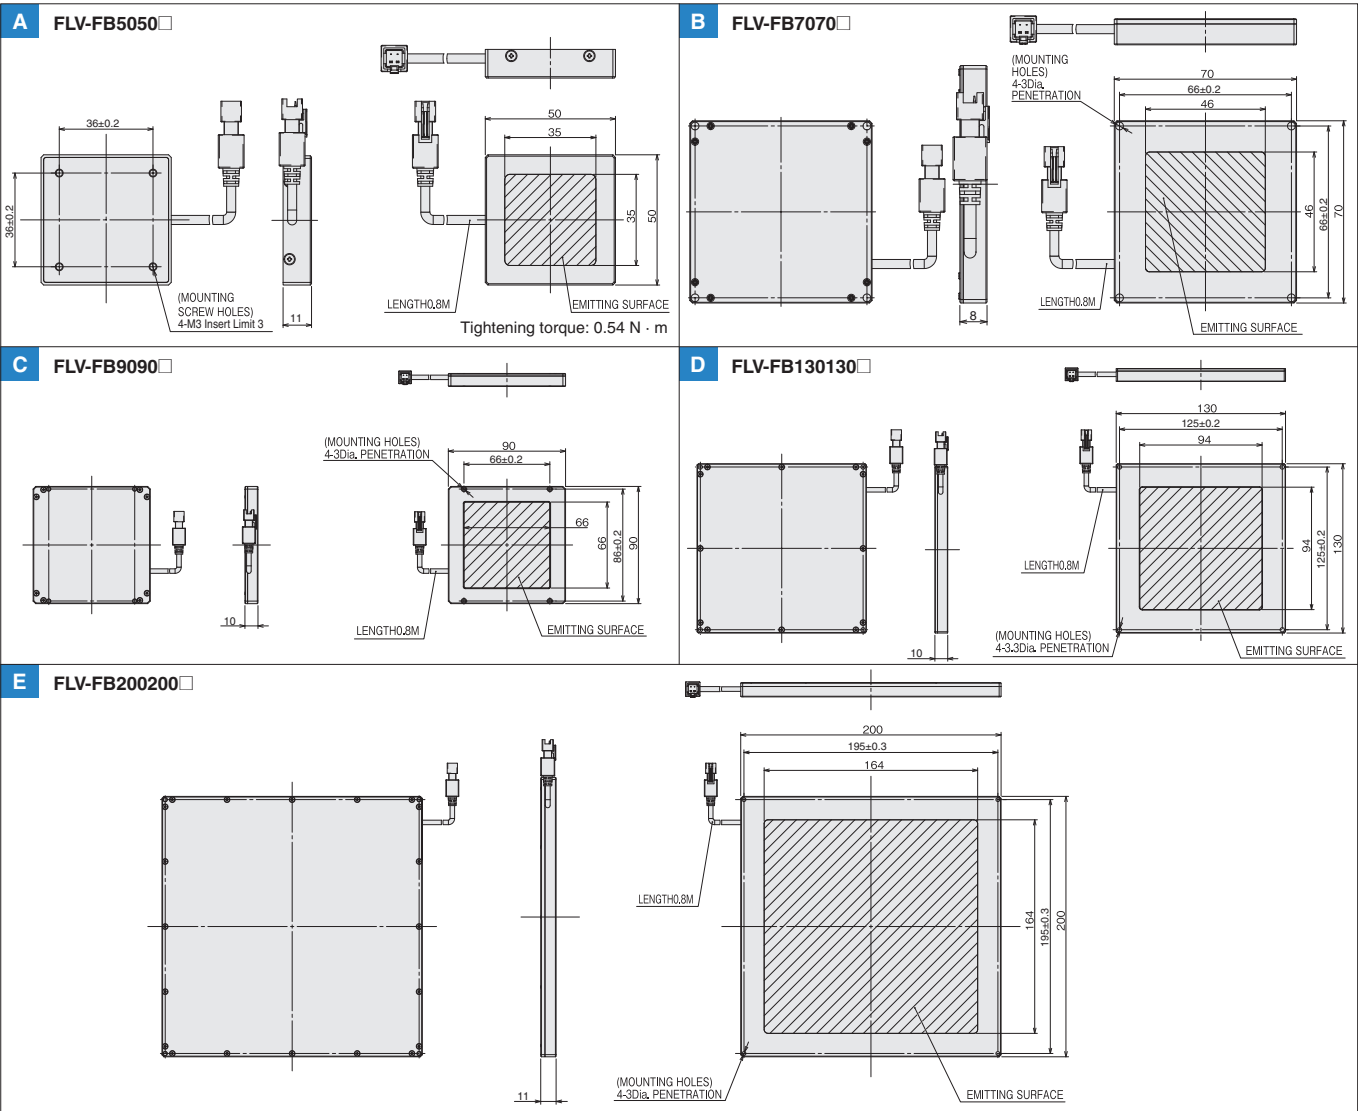 A FLV-FB5050□
36±0.2
36±0.2
(MOUNTING
SCREW HOLES)
4-M3 Insert Limit 3
11
50
35
35
50
LENGTH0.8M
EMITTING SURFACE
Tightening torque: 0.54 N · m
B FLV-FB7070□
(MOUNTING
HOLES)
4-3Dia.
PENETRATION
70
66±0.2
46
46
66±0.2
70
8
LENGTH0.8M
EMITTING SURFACE
C FLV-FB9090□
(MOUNTING HOLES)
4-3Dia. PENETRATION
90
66±0.2
66
66
86±0.2
90
10
LENGTH0.8M
EMITTING SURFACE
D FLV-FB130130□
130
125±0.2
94
94
125±0.2
130
LENGTH0.8M
(MOUNTING HOLES)
4-3.3Dia. PENETRATION
10
EMITTING SURFACE
E FLV-FB200200□
200
195±0.3
164
164
195±0.3
200
LENGTH0.8M
11
(MOUNTING HOLES)
4-3Dia. PENETRATION
EMITTING SURFACE